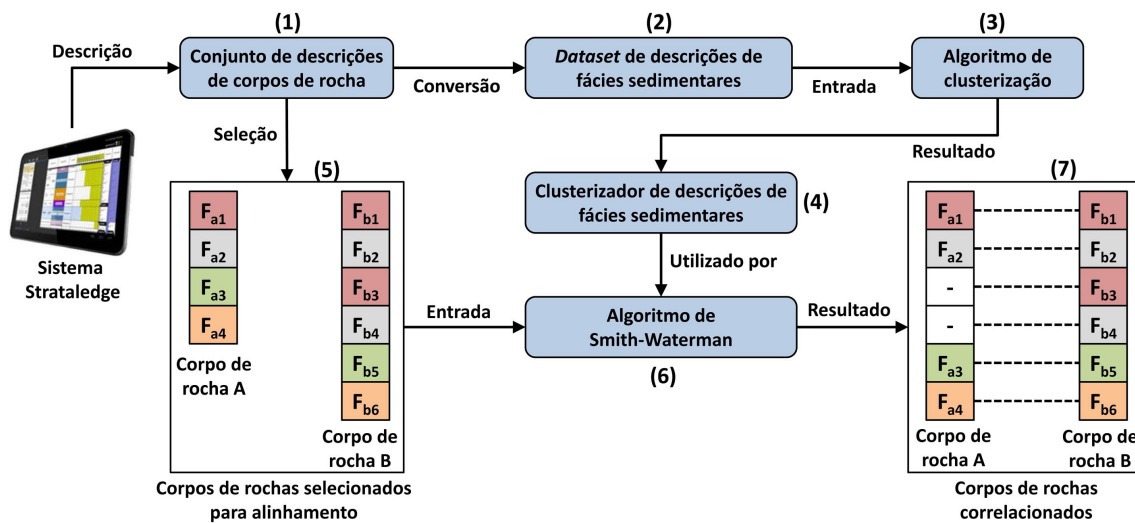 (1)
(2)
(3)
Descrição
Conjunto de descrições
de corpos de rocha
Conversão
Dataset de descrições de
fácies sedimentares
Entrada
Algoritmo de
clusterização
Seleção
Resultado
Sistema
Strataledge
(5)
Fa1
Fa2
Fa3
Fa4
Corpo de
rocha A
Fb1
Fb2
Fb3
Fb4
Fb5
Fb6
Corpo de
rocha B
Corpos de rochas selecionados
para alinhamento
Clusterizador de descrições de
fácies sedimentares
(4)
Utilizado por
Entrada
Algoritmo de
Smith-Waterman
(6)
Resultado
(7)
Fa1
Fa2
-
-
Fa3
Fa4
Corpo de
rocha A
Fb1
Fb2
Fb3
Fb4
Fb5
Fb6
Corpo de
rocha B
Corpos de rochas
correlacionados